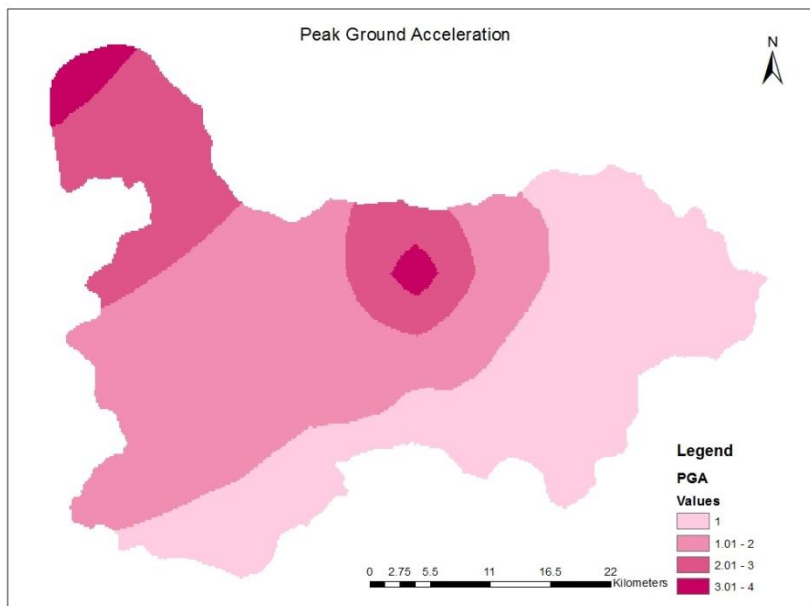 Peak Ground Acceleration
N
Legend
PGA
Values
1
1.01 - 2
2.01 - 3
3.01 - 4
0 2.75 5.5 11 16.5 22
Kilometers